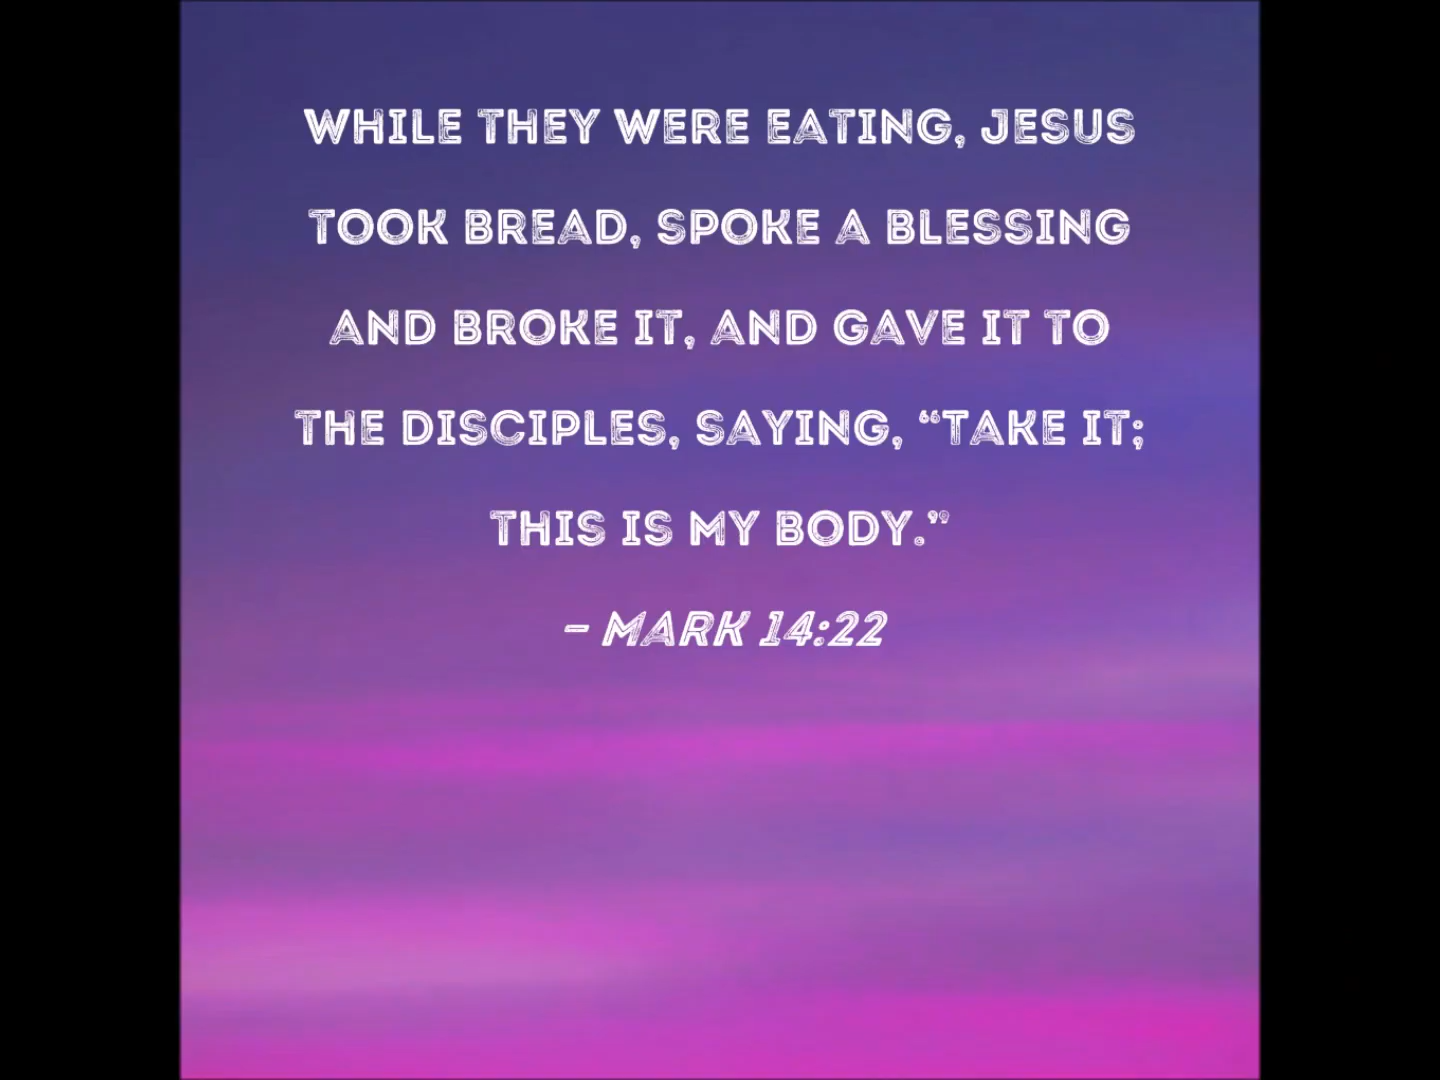 WHILE THEY WERE EATING, JESUS
TOOK BREAD, SPOKE A BLESSING
AND BROKE IT, AND GAVE IT TO
THE DISCIPLES, SAYING, “TAKE IT;
THIS IS MY BODY.”
– MARK 14:22